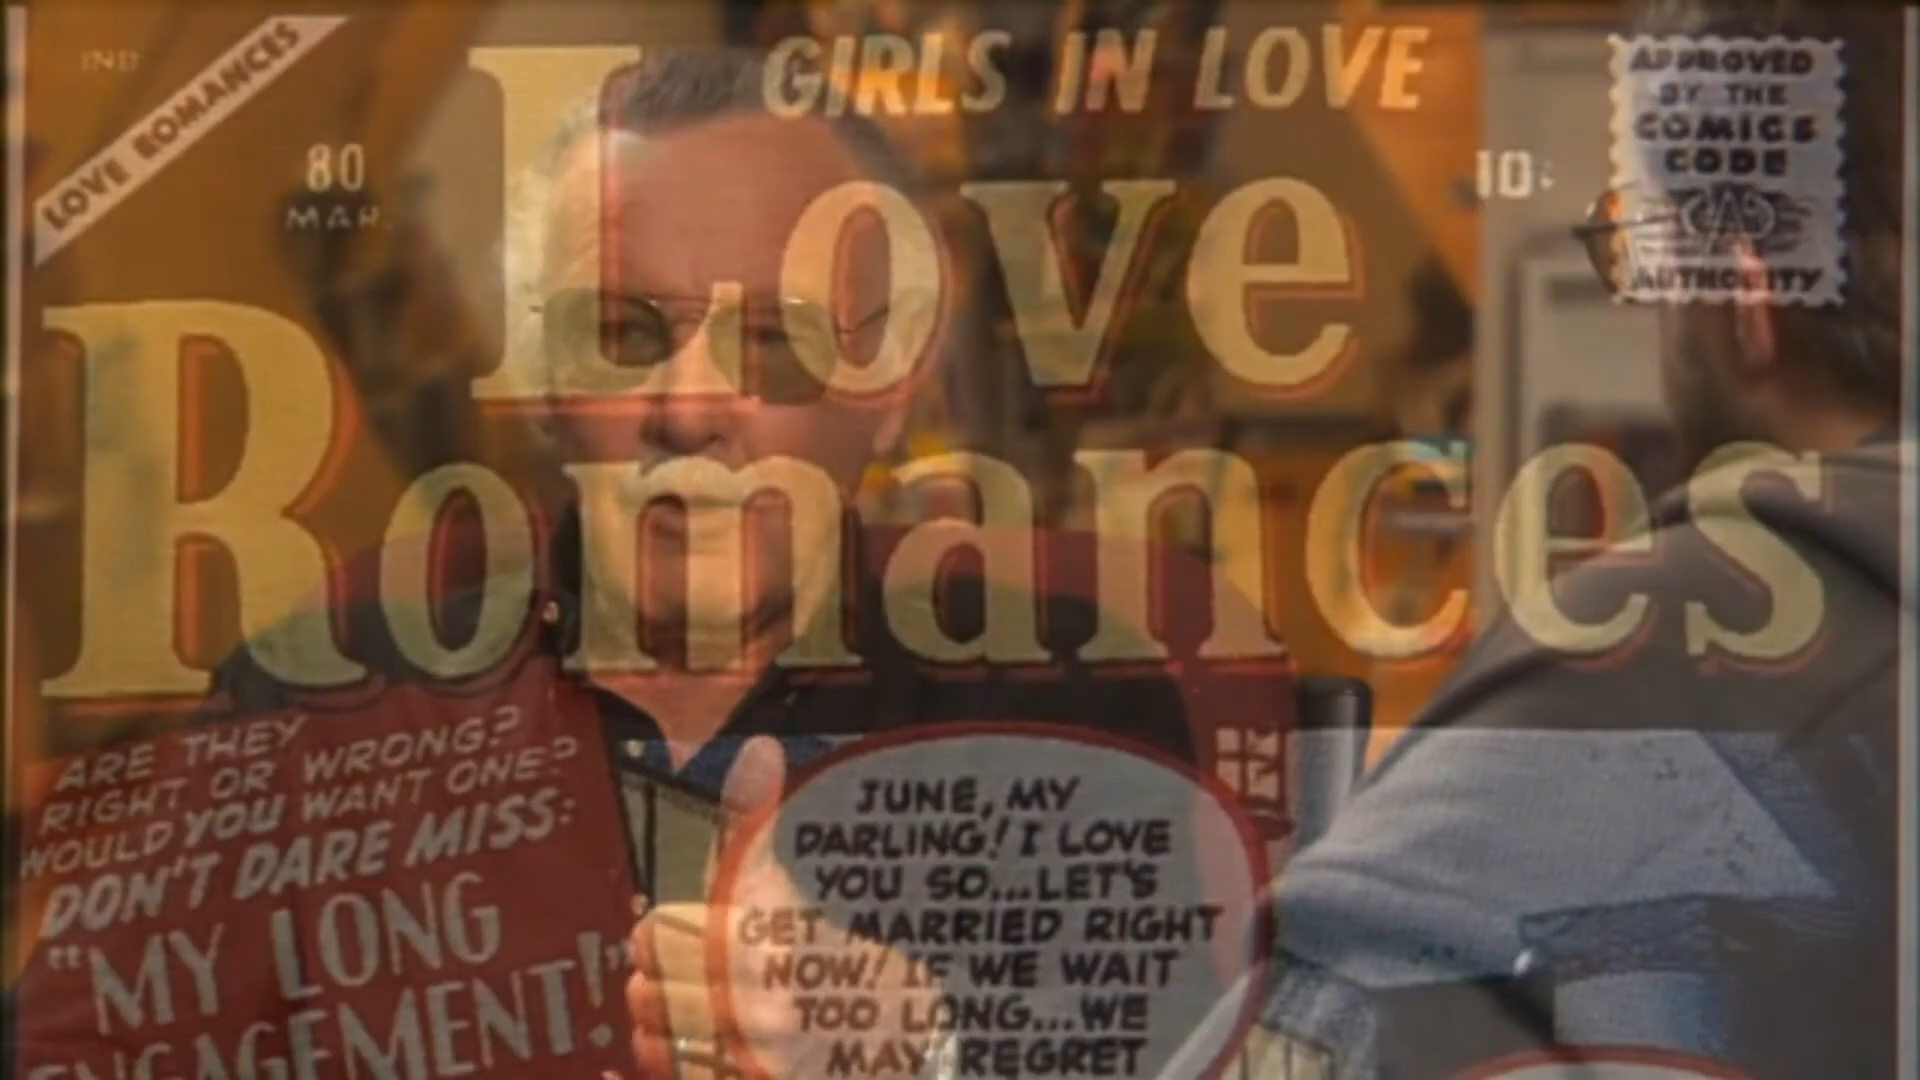 IND
LOVE ROMANCES
80
MAR
GIRLS IN LOVE
10¢
APPROVED
BY THE
COMICS
CODE
CA
AUTHORITY
Love
Romances
ARE THEY
RIGHT OR WRONG?
WOULD YOU WANT ONE?
DON'T DARE MISS:
"MY LONG
ENGAGEMENT!"
JUNE, MY
DARLING! I LOVE
YOU SO...LET'S
GET MARRIED RIGHT
NOW! IF WE WAIT
TOO LONG...WE
MAY REGRET